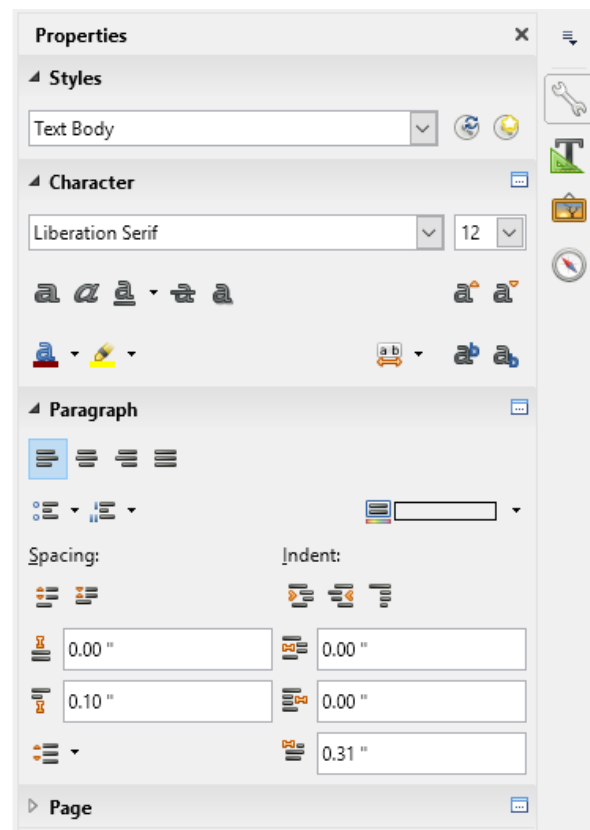 Properties
Styles
Text Body
Character
Liberation Serif 12
a a a a a a a
a a b a b a b
Paragraph
Spacing: Indent:
0.00 " 0.00 "
0.10 " 0.00 "
0.31 "
Page